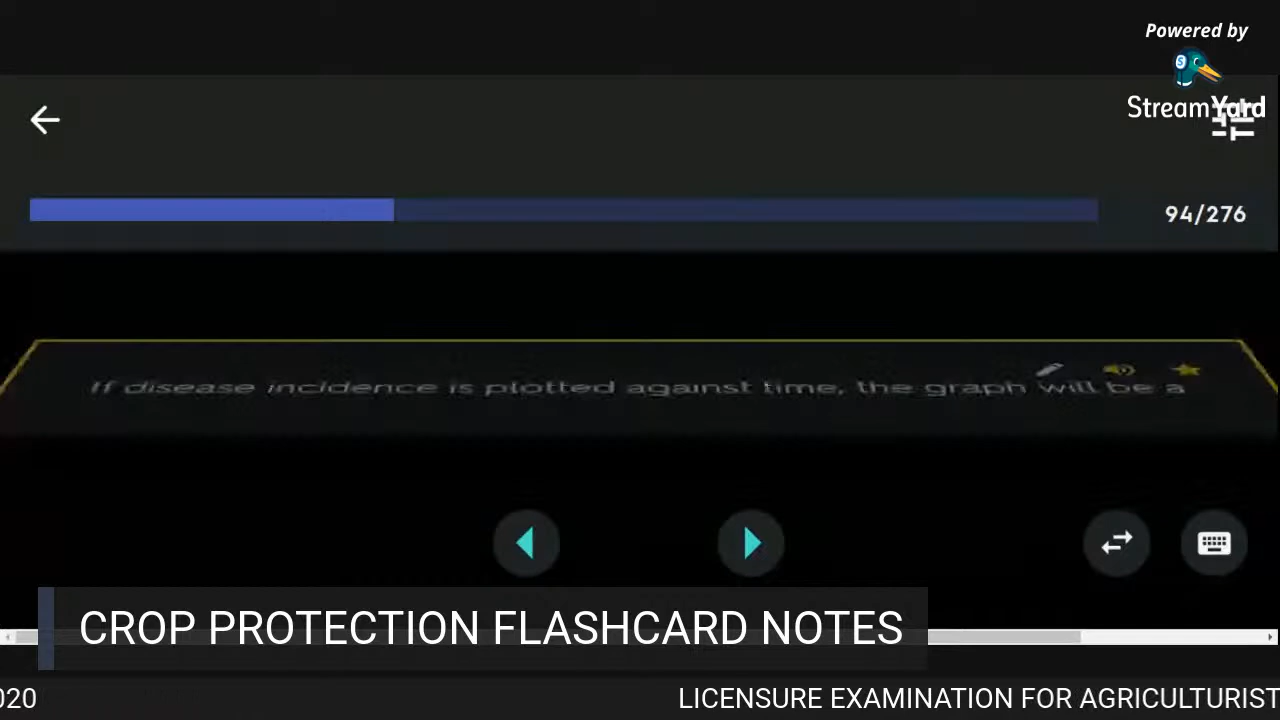 Powered by
StreamYard
94/276
If disease incidence is plotted against time, the graph will be a
CROP PROTECTION FLASHCARD NOTES
020
LICENSURE EXAMINATION FOR AGRICULTURIST